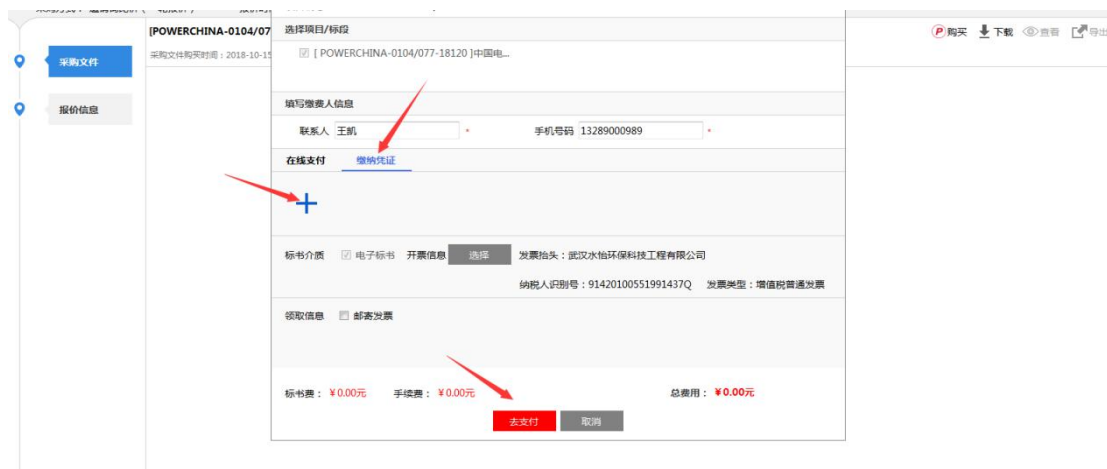 [POWERCHINA-0104/07
选择项目/标段
购买 下载 查看 导出
采购文件
采购文件购买时间：2018-10-15
[ POWERCHINA-0104/077-18120 ]中国电...
报价信息
填写缴费人信息
联系人 王凯 * 手机号码 13289000989 *
在线支付 缴纳凭证
标书介质 电子标书 开票信息 选择 发票抬头：武汉水怡环保科技工程有限公司
纳税人识别号：91420100551991437Q 发票类型：增值税普通发票
领取信息 邮寄发票
标书费：￥0.00元 手续费：￥0.00元 总费用：￥0.00元
去支付 取消